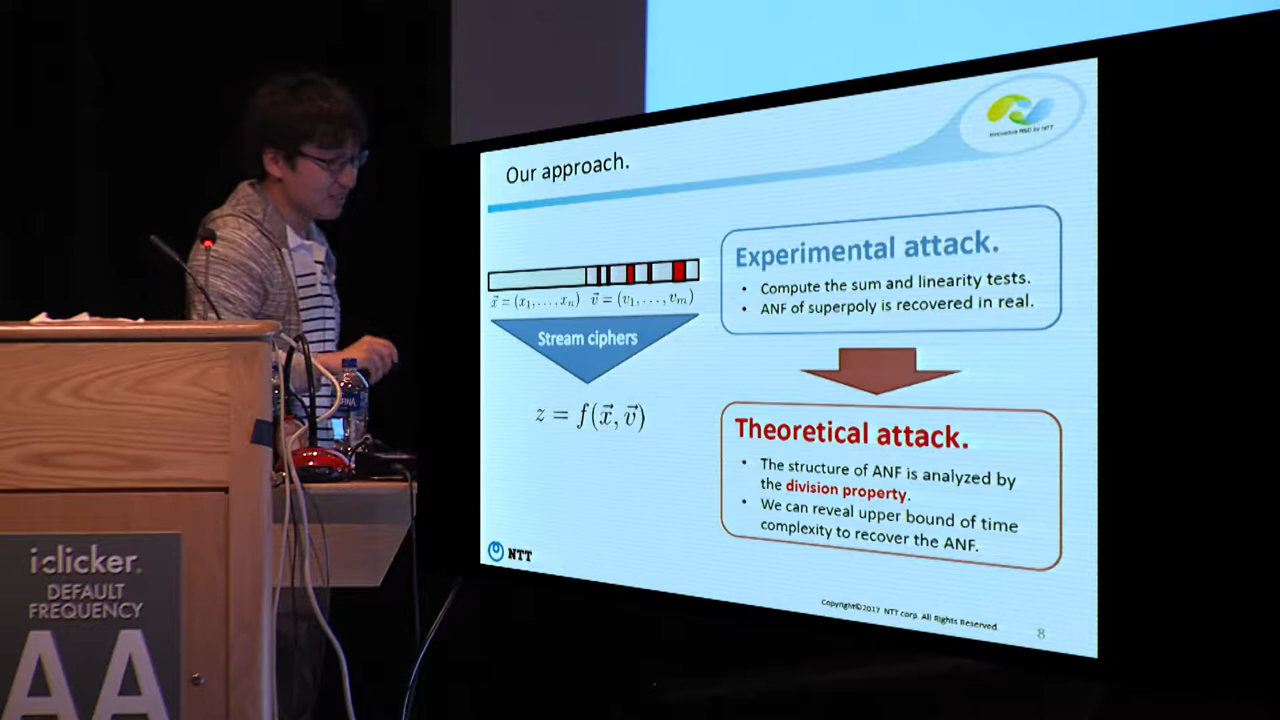 Our approach.
Innovative R&D by NTT
x⃗ = (x₁, . . . , xₙ) v⃗ = (v₁, . . . , vₘ)
Stream ciphers
z = f(x⃗, v⃗)
Experimental attack.
• Compute the sum and linearity tests.
• ANF of superpoly is recovered in real.
Theoretical attack.
• The structure of ANF is analyzed by
the division property.
• We can reveal upper bound of time
complexity to recover the ANF.
NTT
Copyright©2017 NTT corp. All Rights Reserved.
8
iclicker.
DEFAULT
FREQUENCY
AA